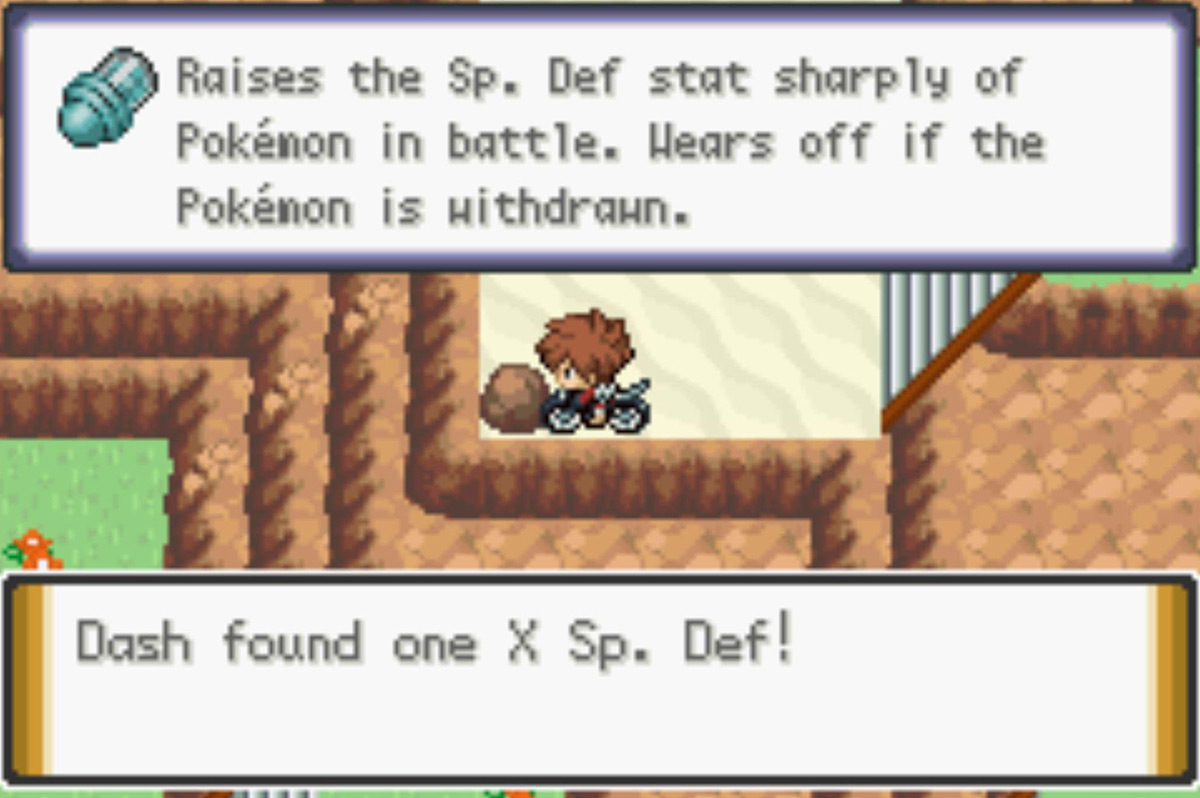 Raises the Sp. Def stat sharply of
Pokémon in battle. Wears off if the
Pokémon is withdrawn.
Dash found one X Sp. Def!